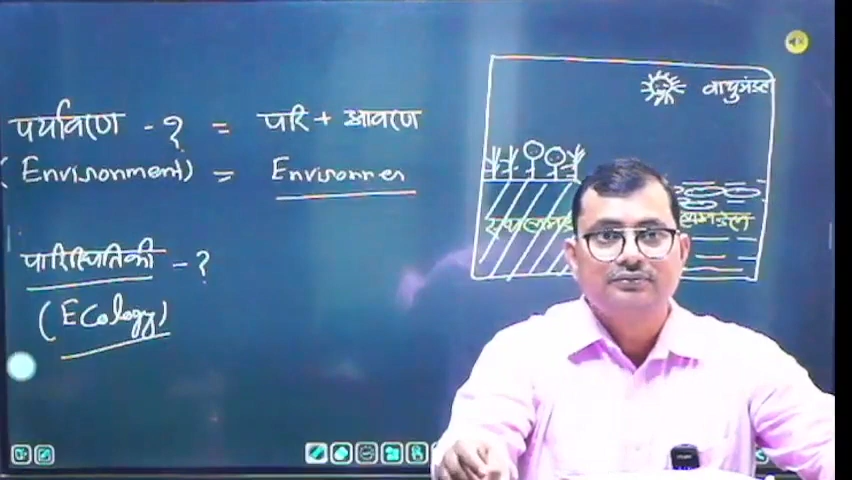 पर्यावरण - ? = परि + आवरण
(Environment) = Environner
पारिस्थितिकी - ?
(Ecology)
वायुमंडल